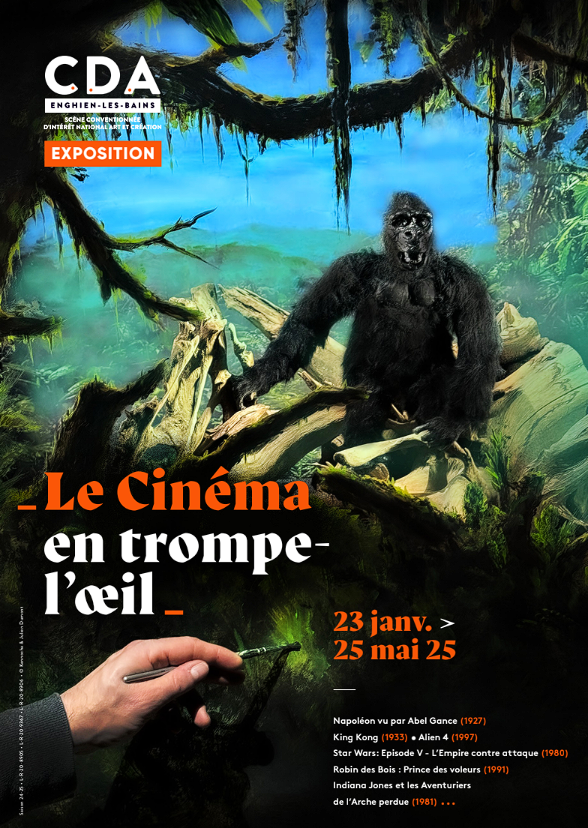 CDA
ENGHIEN-LES-BAINS
SCÈNE CONVENTIONNÉE
D'INTÉRÊT NATIONAL ART ET CRÉATION
EXPOSITION
_Le Cinéma
en trompe-
l'œil_
23 janv. >
25 mai 25
Napoléon vu par Abel Gance (1927)
King Kong (1933) • Alien 4 (1997)
Star Wars: Episode V - L'Empire contre attaque (1980)
Robin des Bois : Prince des voleurs (1991)
Indiana Jones et les Aventuriers
de l'Arche perdue (1981) •••